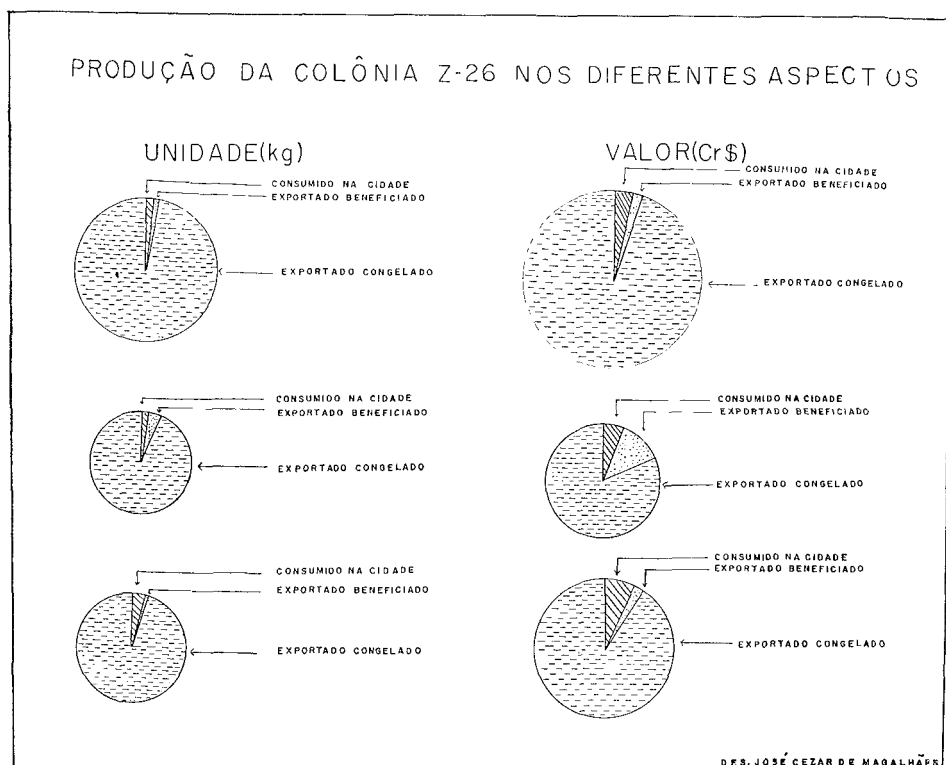 PRODUÇÃO DA COLÔNIA Z-26 NOS DIFERENTES ASPECTOS
UNIDADE(kg)
CONSUMIDO NA CIDADE
EXPORTADO BENEFICIADO
EXPORTADO CONGELADO
CONSUMIDO NA CIDADE
EXPORTADO BENEFICIADO
EXPORTADO CONGELADO
CONSUMIDO NA CIDADE
EXPORTADO BENEFICIADO
EXPORTADO CONGELADO
VALOR(Cr$)
CONSUMIDO NA CIDADE
EXPORTADO BENEFICIADO
EXPORTADO CONGELADO
CONSUMIDO NA CIDADE
EXPORTADO BENEFICIADO
EXPORTADO CONGELADO
CONSUMIDO NA CIDADE
EXPORTADO BENEFICIADO
EXPORTADO CONGELADO
DES. JOSÉ CEZAR DE MAGALHÃES